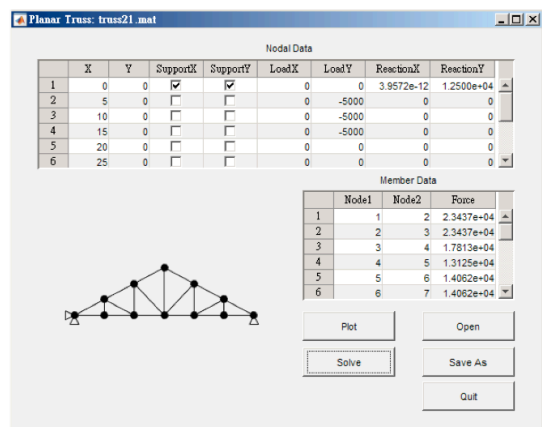 Planar Truss: truss21.mat
Nodal Data
X Y SupportX SupportY LoadX LoadY ReactionX ReactionY
1 0 0 0 0 3.9572e-12 1.2500e+04
2 5 0 0 -5000 0 0
3 10 0 0 -5000 0 0
4 15 0 0 -5000 0 0
5 20 0 0 0 0 0
6 25 0 0 0 0 0
Member Data
Node1 Node2 Force
1 1 2 2.3437e+04
2 2 3 2.3437e+04
3 3 4 1.7813e+04
4 4 5 1.3125e+04
5 5 6 1.4062e+04
6 6 7 1.4062e+04
Plot Open
Solve Save As
Quit